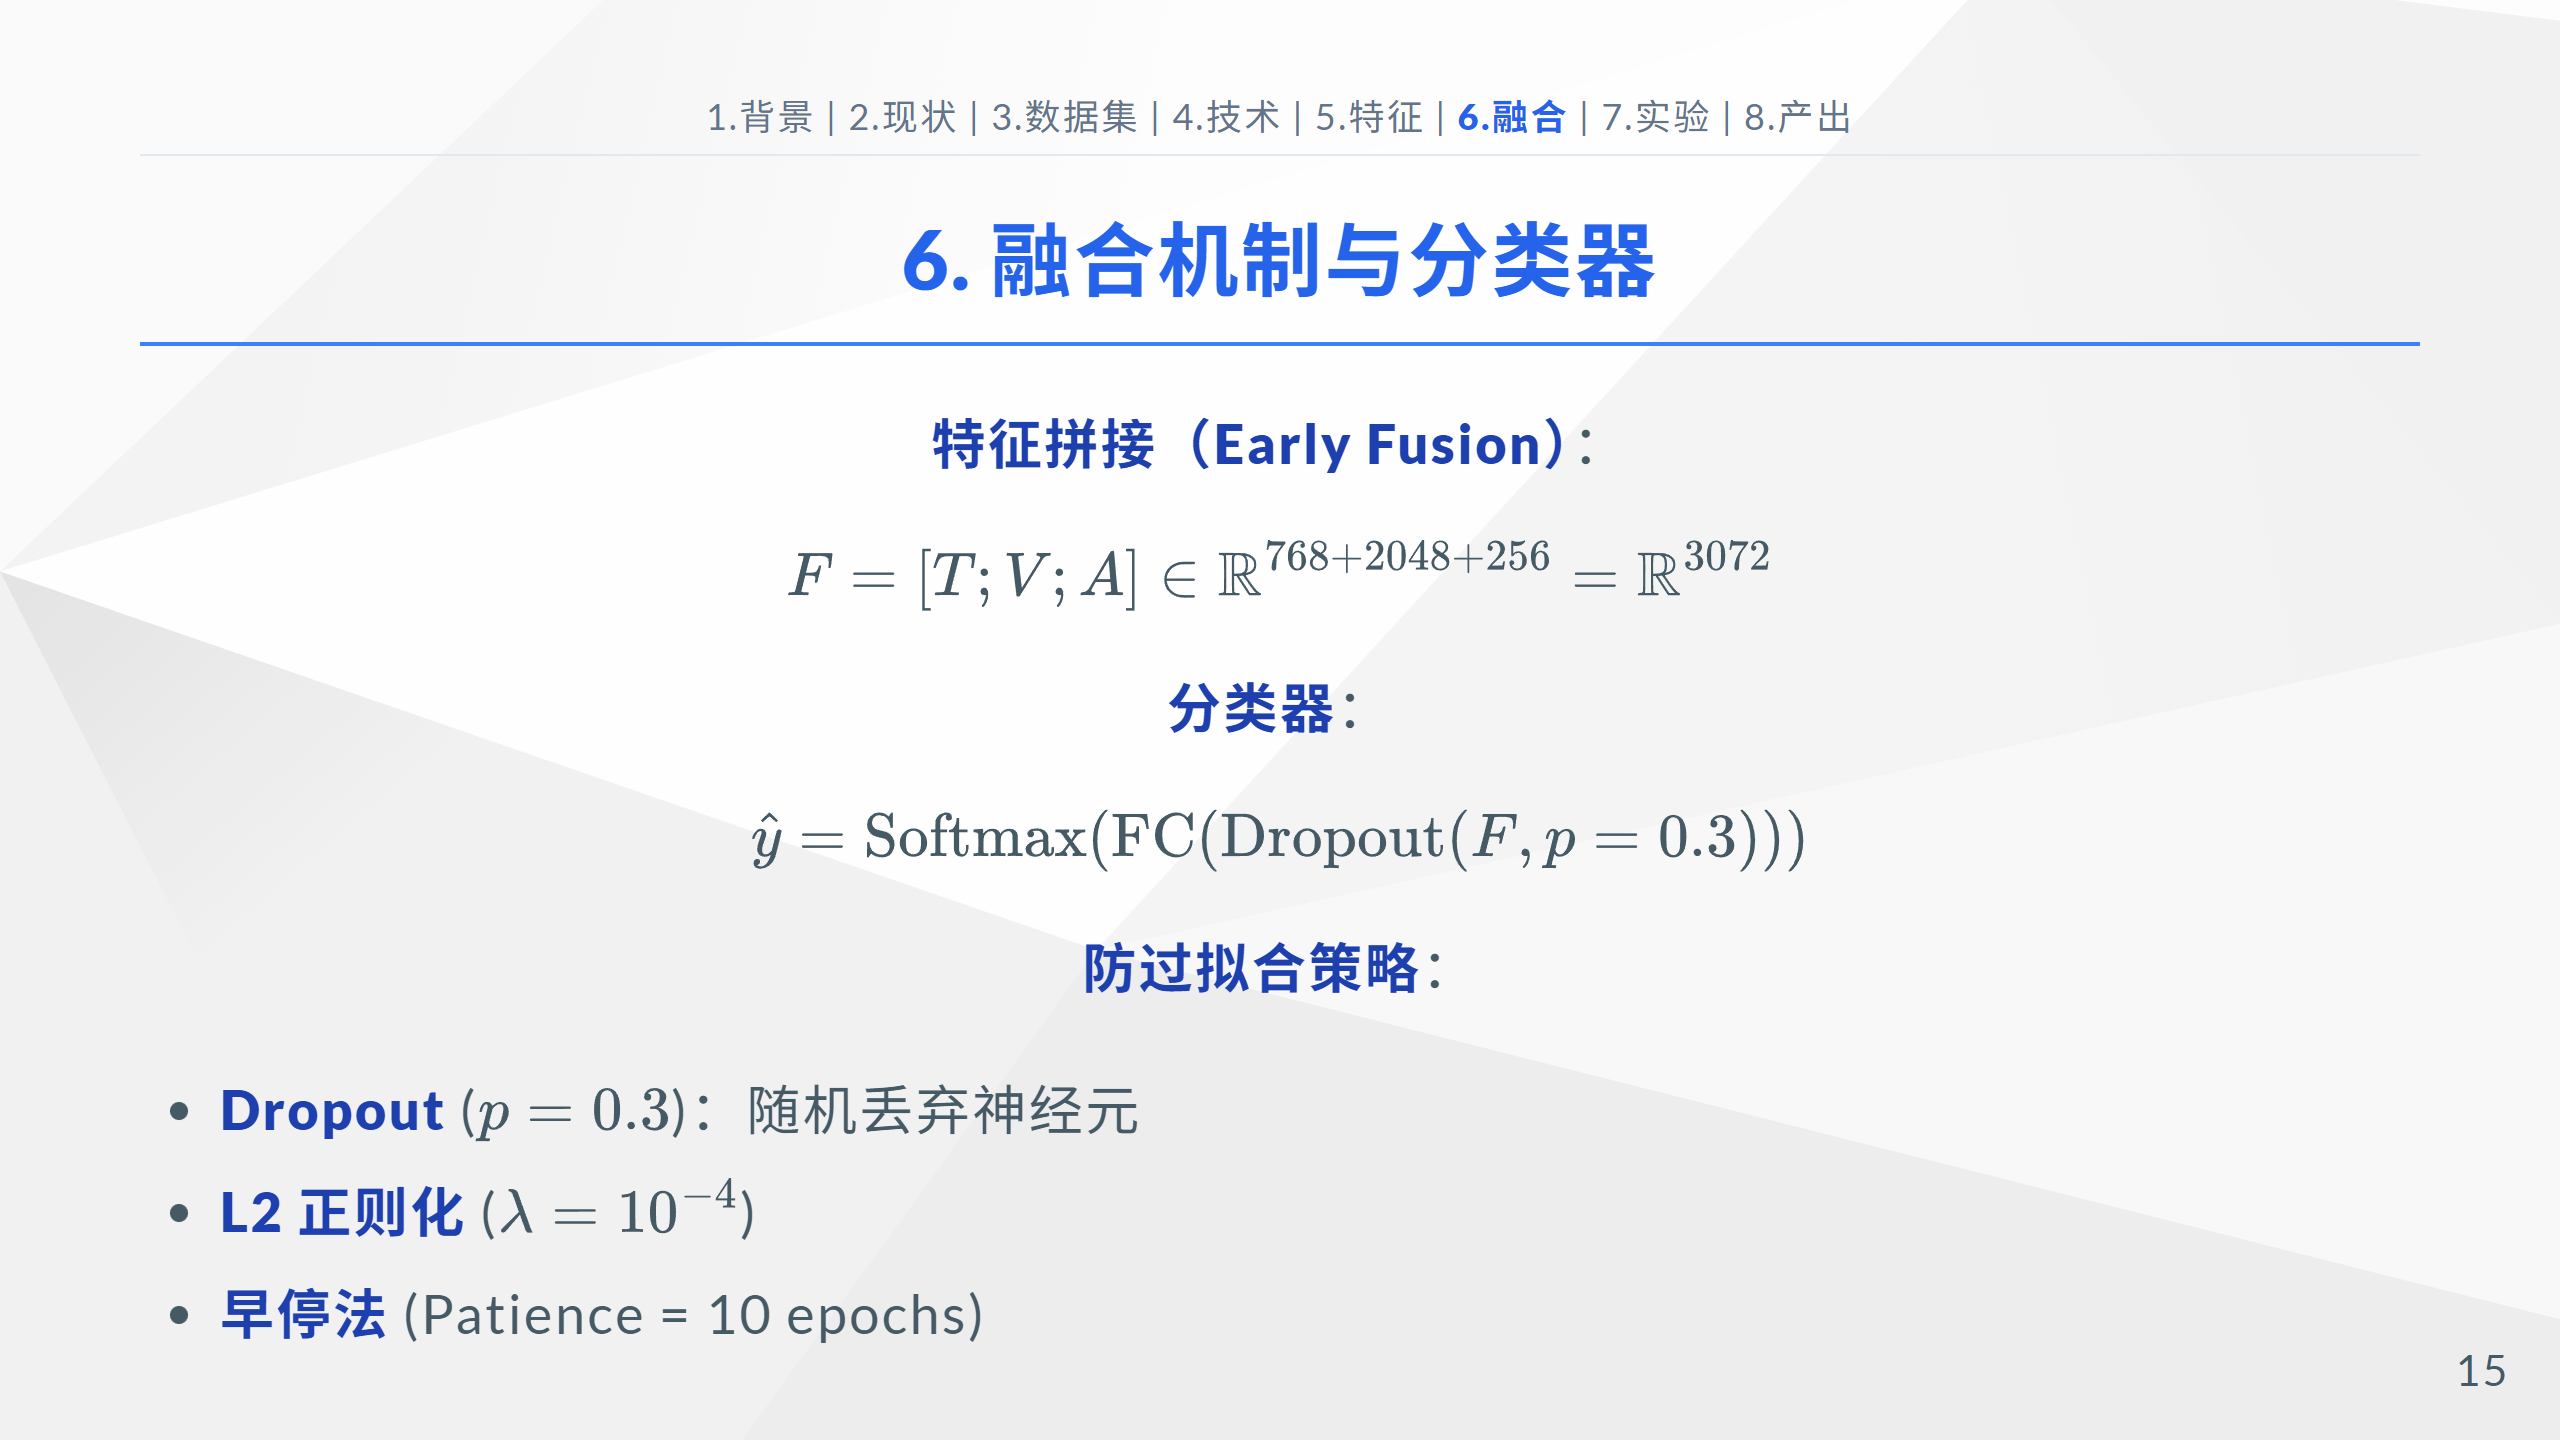 1.背景 | 2.现状 | 3.数据集 | 4.技术 | 5.特征 | 6.融合 | 7.实验 | 8.产出
6. 融合机制与分类器
特征拼接（Early Fusion）：
F = [T; V; A] ∈ ℝ^{768+2048+256} = ℝ^{3072}
分类器：
ŷ = Softmax(FC(Dropout(F, p = 0.3)))
防过拟合策略：
• Dropout (p = 0.3)：随机丢弃神经元
• L2 正则化 (λ = 10^{−4})
• 早停法 (Patience = 10 epochs)
15